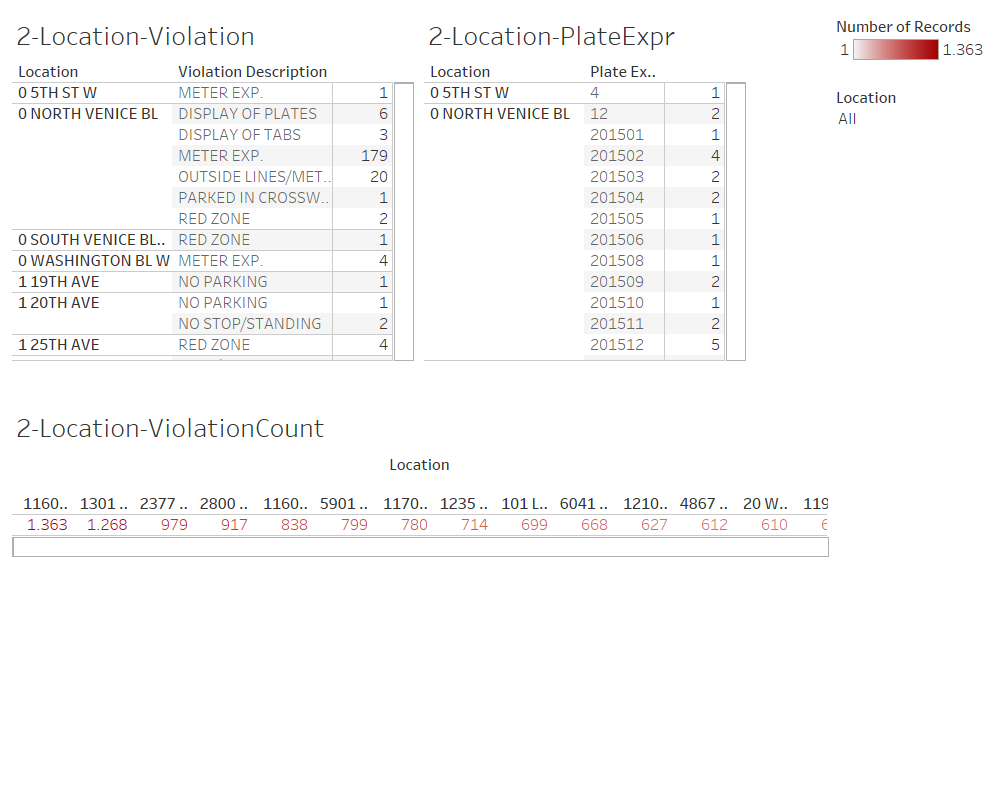 2-Location-Violation
Location Violation Description
0 5TH ST W METER EXP. 1
0 NORTH VENICE BL DISPLAY OF PLATES 6
DISPLAY OF TABS 3
METER EXP. 179
OUTSIDE LINES/MET.. 20
PARKED IN CROSSW.. 1
RED ZONE 2
0 SOUTH VENICE BL.. RED ZONE 1
0 WASHINGTON BL W METER EXP. 4
1 19TH AVE NO PARKING 1
1 20TH AVE NO PARKING 1
NO STOP/STANDING 2
1 25TH AVE RED ZONE 4
2-Location-PlateExpr
Location Plate Ex..
0 5TH ST W 4 1
0 NORTH VENICE BL 12 2
201501 1
201502 4
201503 2
201504 2
201505 1
201506 1
201508 1
201509 2
201510 1
201511 2
201512 5
Number of Records
1 1.363
Location
All
2-Location-ViolationCount
Location
1160.. 1301 .. 2377 .. 2800 .. 1160.. 5901 .. 1170.. 1235 .. 101 L.. 6041 .. 1210.. 4867 .. 20 W.. 119
1.363 1.268 979 917 838 799 780 714 699 668 627 612 610